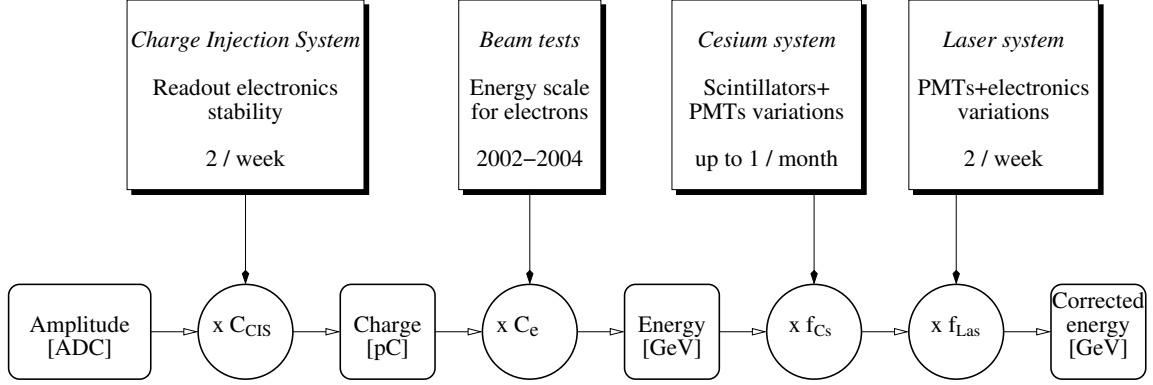 Charge Injection System
Readout electronics
stability
2 / week
Beam tests
Energy scale
for electrons
2002−2004
Cesium system
Scintillators+
PMTs variations
up to 1 / month
Laser system
PMTs+electronics
variations
2 / week
Amplitude
[ADC]
x C_CIS
Charge
[pC]
x C_e
Energy
[GeV]
x f_Cs
x f_Las
Corrected
energy
[GeV]